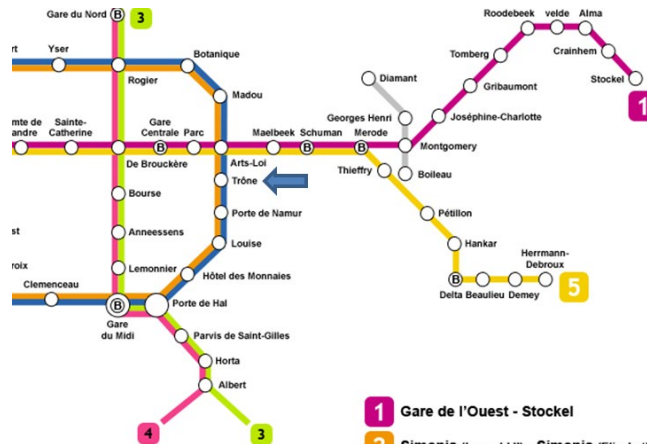 Gare du Nord
B
3
Roodebeek
velde
Alma
Crainhem
Stockel
1
Yser
Rogier
Botanique
Madou
Tomberg
Gribaumont
Joséphine-Charlotte
Diamant
Georges Henri
Montgomery
Boileau
Sainte-
Catherine
De Brouckère
Gare
Centrale
B
Parc
Arts-Loi
Maelbeek
Schuman
B
Merode
B
Trône
Thieffry
Bourse
Porte de Namur
Pétillon
Anneessens
Louise
Hankar
Lemonnier
Hôtel des Monnaies
Herrmann-
Debroux
Clemenceau
B
Gare
du Midi
Porte de Hal
B
Delta
Beaulieu
Demey
5
Parvis de Saint-Gilles
Horta
Albert
4
3
1 Gare de l'Ouest - Stockel